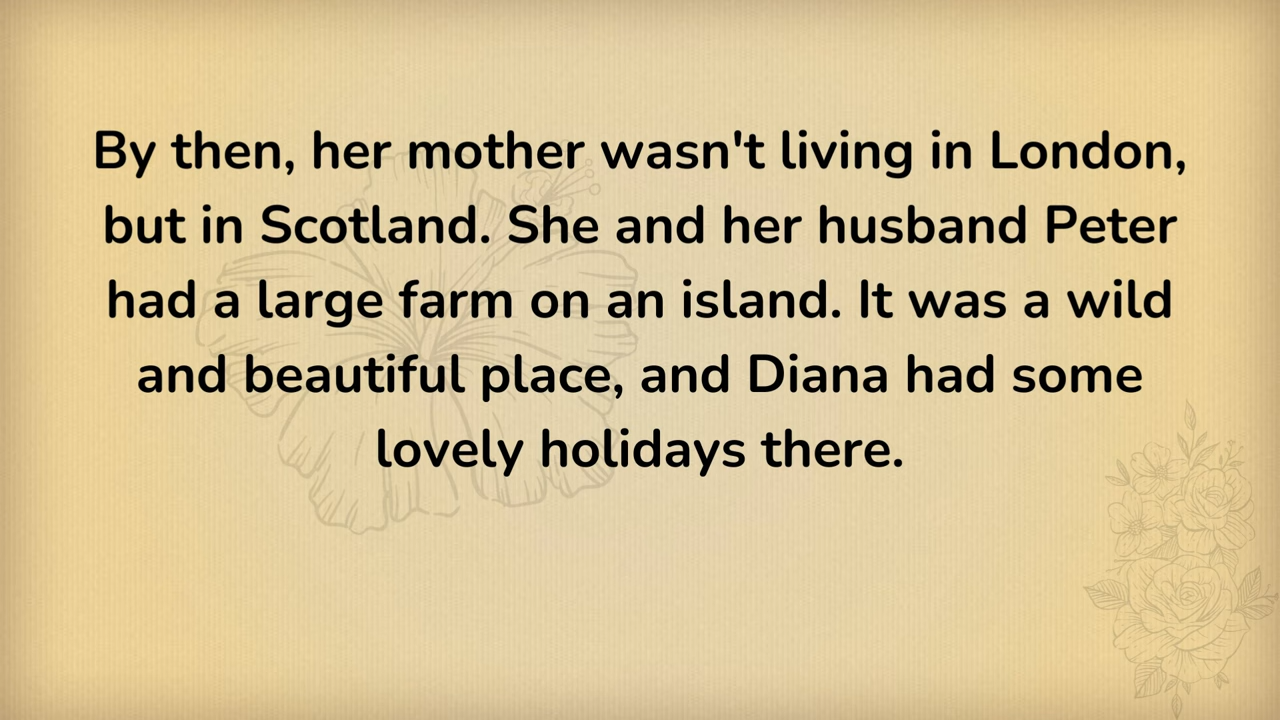 By then, her mother wasn't living in London,
but in Scotland. She and her husband Peter
had a large farm on an island. It was a wild
and beautiful place, and Diana had some
lovely holidays there.